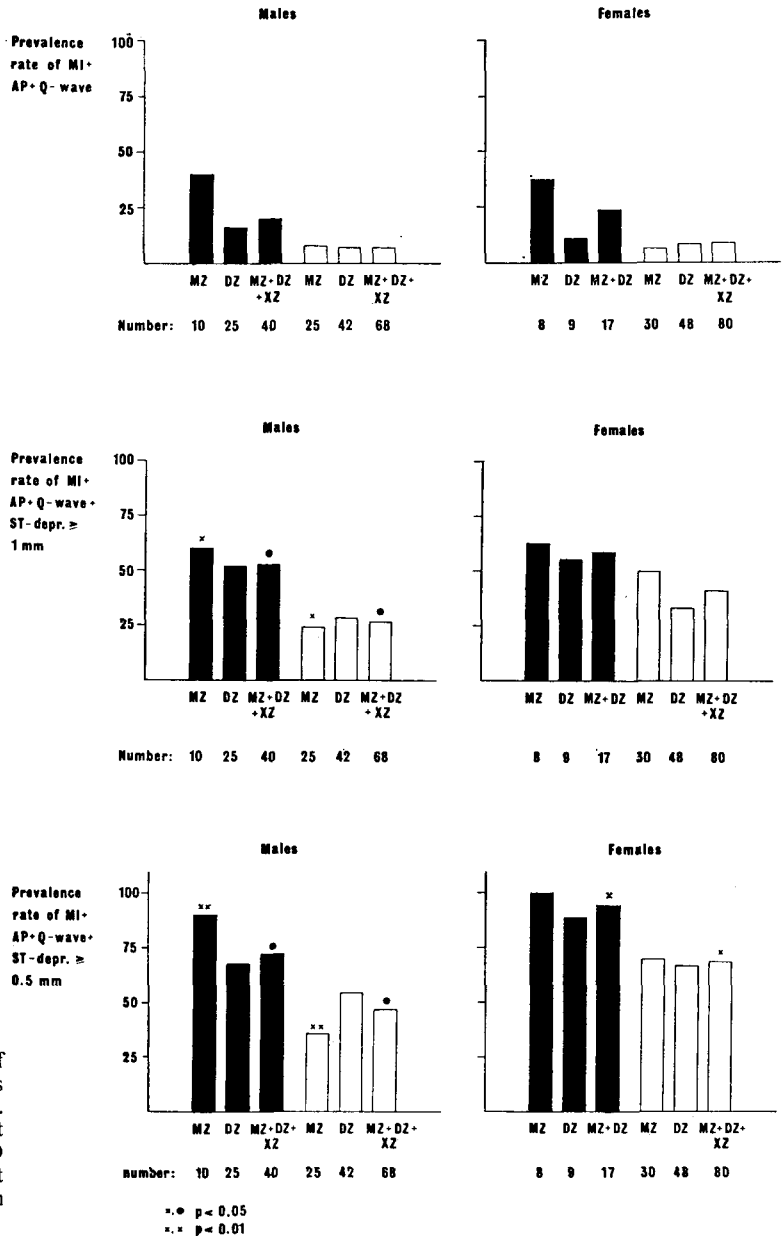 Males
Females
Prevalence
rate of MI+
AP+Q-wave
100
75
50
25
MZ DZ MZ+DZ MZ DZ MZ+DZ+
+XZ XZ
MZ DZ MZ+DZ MZ DZ MZ+DZ+
XZ
Number: 10 25 40 25 42 68
8 9 17 30 48 80
Males
Females
Prevalence
rate of MI+
AP+Q-wave+
ST-depr. ≥
1 mm
100
75
50
25
x • x •
MZ DZ MZ+DZ MZ DZ MZ+DZ
+XZ +XZ
MZ DZ MZ+DZ MZ DZ MZ+DZ
+XZ
Number: 10 25 40 25 42 68
8 9 17 30 48 80
Males
Females
Prevalence
rate of MI+
AP+Q-wave+
ST-depr. ≥
0.5 mm
100
75
50
25
xx • xx •
x x
MZ DZ MZ+DZ+ MZ DZ MZ+DZ+
XZ XZ
MZ DZ MZ+DZ MZ DZ MZ+DZ+
XZ
number: 10 25 40 25 42 68
8 9 17 30 48 80
x.• p< 0.05
x.x p< 0.01